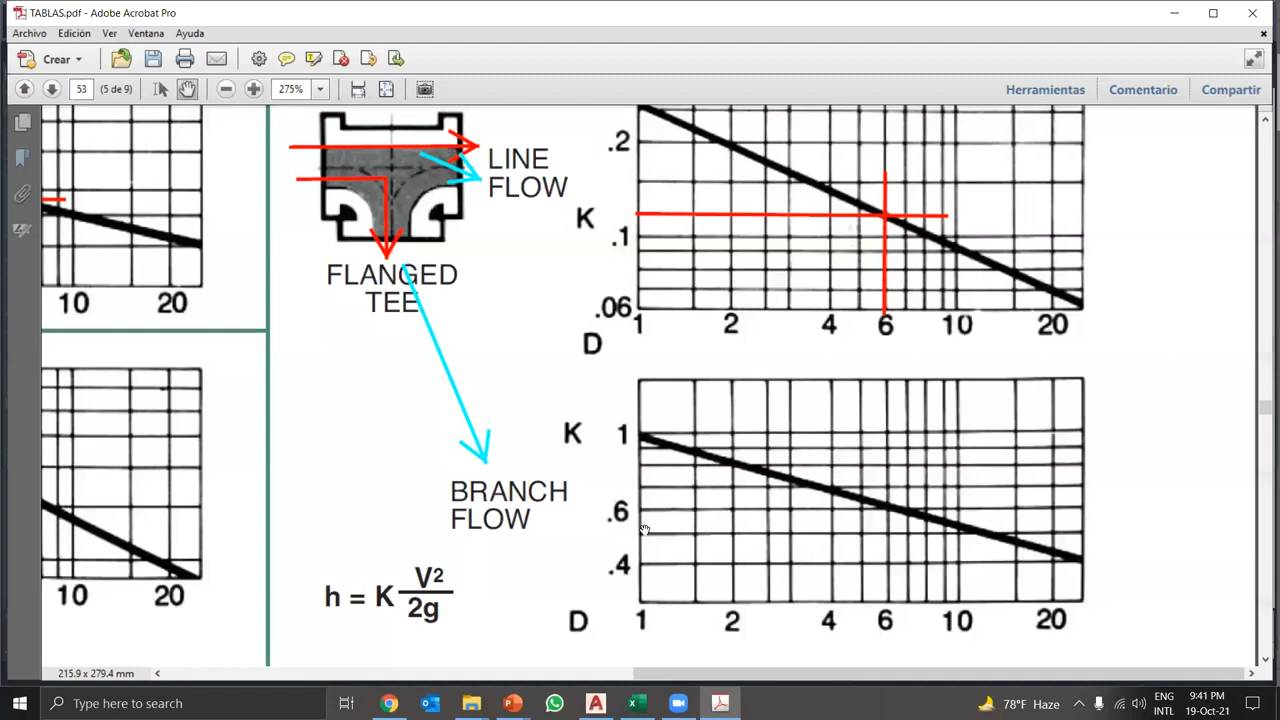 TABLAS.pdf - Adobe Acrobat Pro
Archivo Edición Ver Ventana Ayuda
Crear
53 (5 de 9) 275% Herramientas Comentario Compartir
LINE
FLOW
FLANGED
TEE
.2
K
.1
.06
1 2 4 6 10 20
D
10 20
K
1
.6
.4
BRANCH
FLOW
h = K V²
2g
D 1 2 4 6 10 20
10 20
215.9 x 279.4 mm
Type here to search
78°F Haze
ENG
INTL
9:41 PM
19-Oct-21